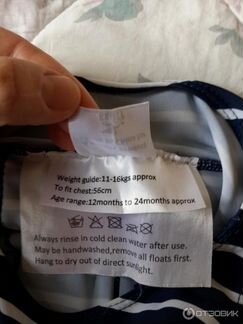 Weight guide:11-16kgs approx
To fit chest:56cm
Age range:12months to 24months approx
Always rinse in cold clean water after use.
May be handwashed,remove all floats first.
Hang to dry out of direct sunlight.
ОТЗОВИК